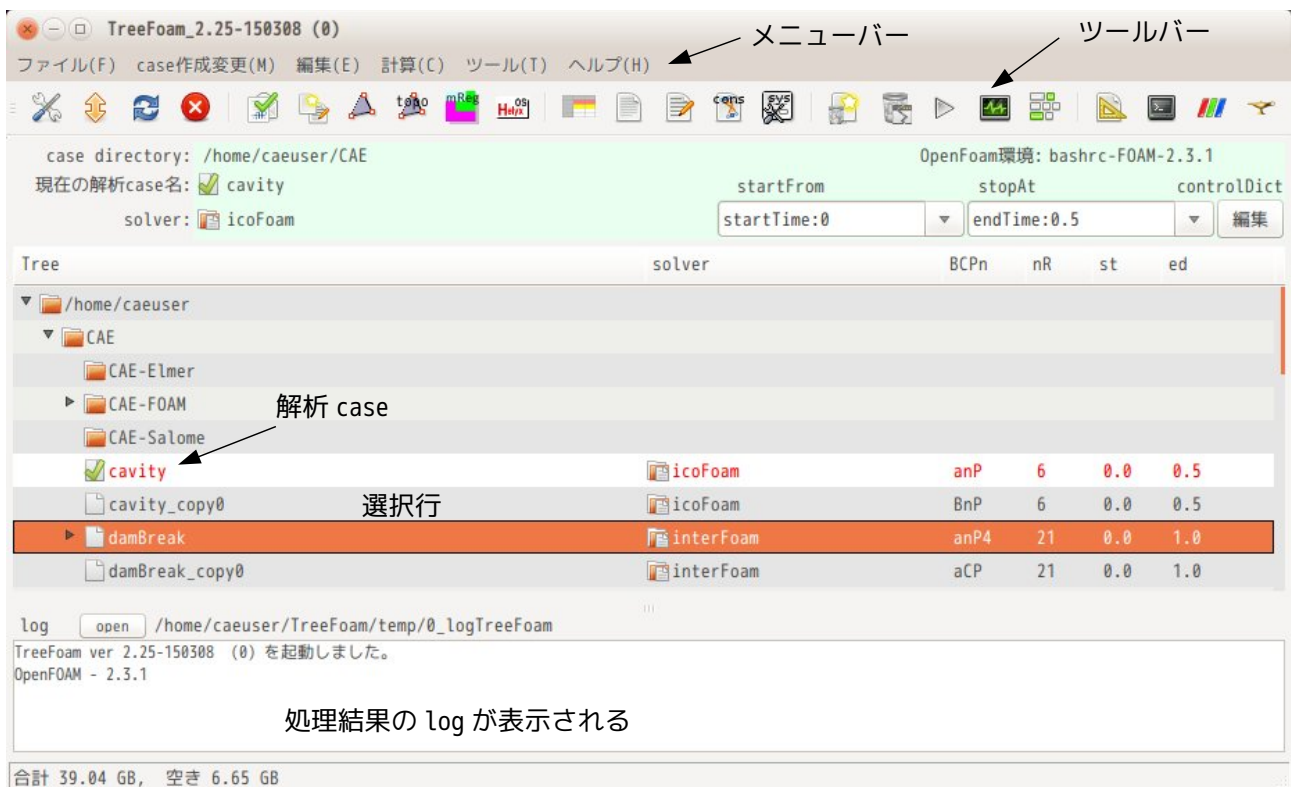 TreeFoam_2.25-150308 (0)
メニューバー
ツールバー
ファイル(F) case作成変更(M) 編集(E) 計算(C) ツール(T) ヘルプ(H)
topo mReg Helyx OS cons sys
case directory: /home/caeuser/CAE OpenFoam環境: bashrc-FOAM-2.3.1
現在の解析case名: cavity startFrom stopAt controlDict
solver: icoFoam startTime:0 endTime:0.5 編集
Tree solver BCPn nR st ed
/home/caeuser
CAE
CAE-Elmer
CAE-FOAM
解析 case
CAE-Salome
cavity icoFoam anP 6 0.0 0.5
cavity_copy0 icoFoam BnP 6 0.0 0.5
選択行
damBreak interFoam anP4 21 0.0 1.0
damBreak_copy0 interFoam aCP 21 0.0 1.0
log open /home/caeuser/TreeFoam/temp/0_logTreeFoam
TreeFoam ver 2.25-150308 (0) を起動しました。
OpenFOAM - 2.3.1
処理結果の log が表示される
合計 39.04 GB, 空き 6.65 GB